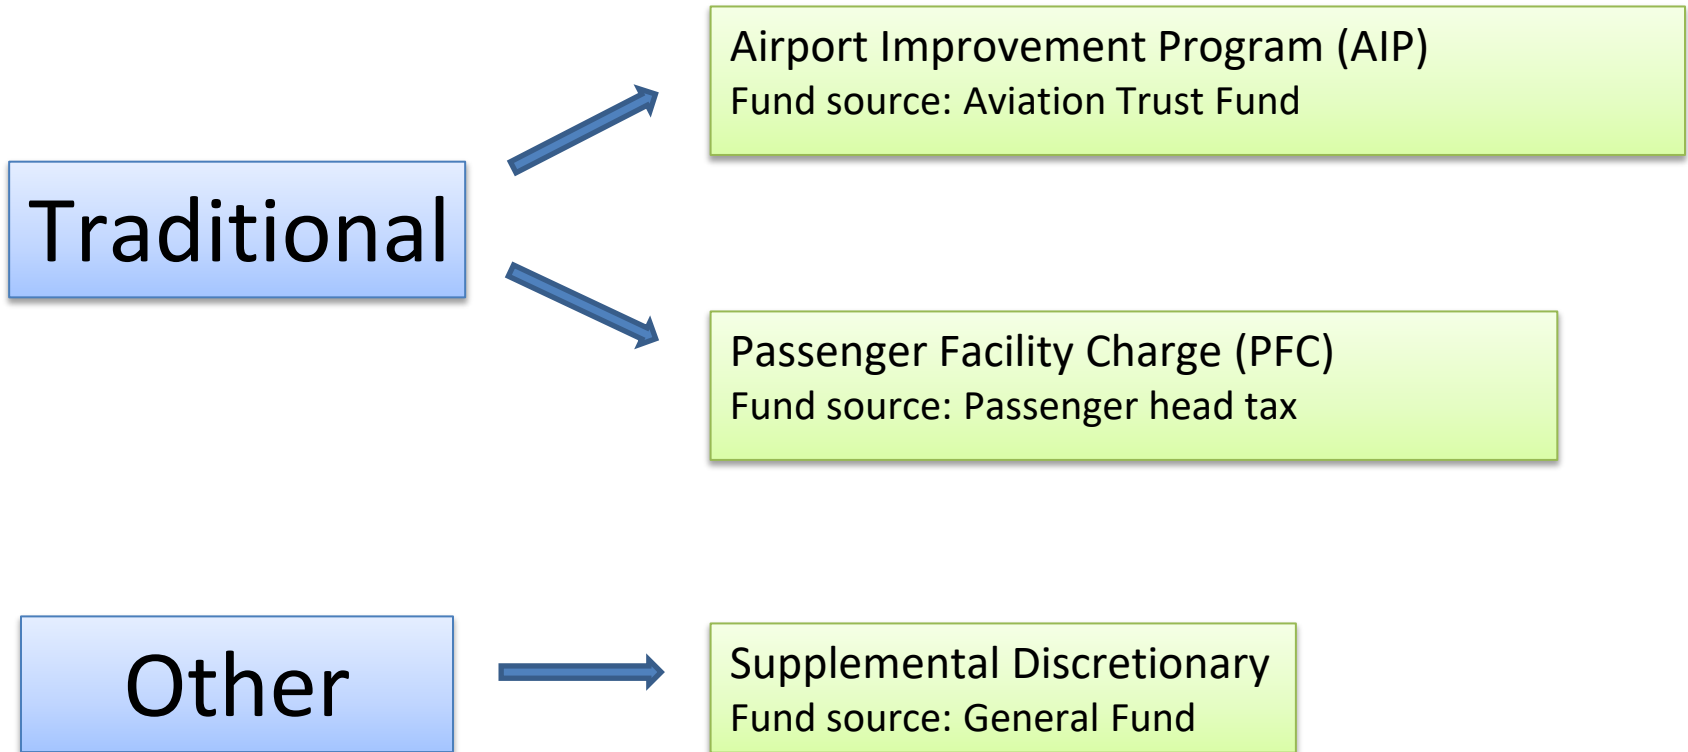 Airport Improvement Program (AIP)
Fund source: Aviation Trust Fund
Traditional
Passenger Facility Charge (PFC)
Fund source: Passenger head tax
Other
Supplemental Discretionary
Fund source: General Fund